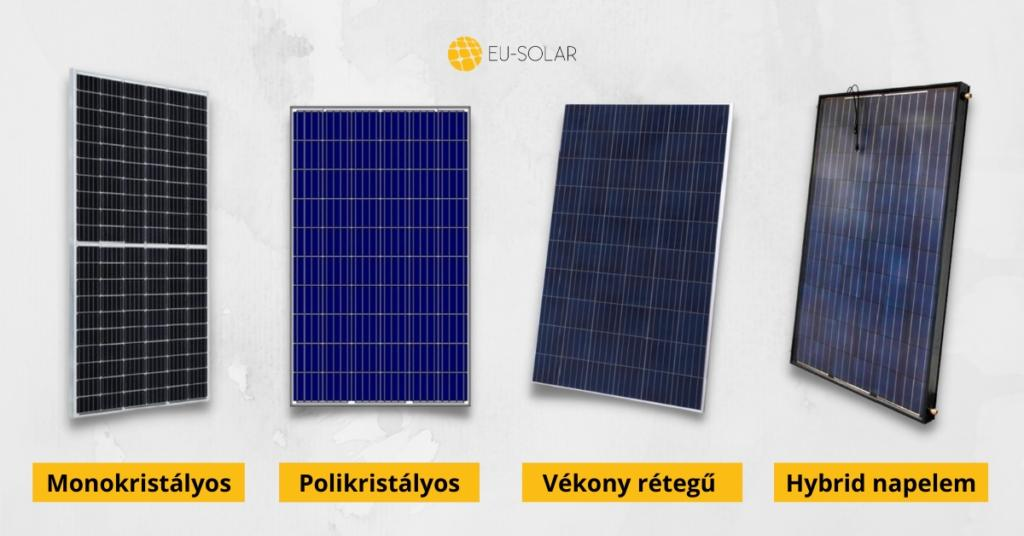 EU-SOLAR
Monokristályos
Polikristályos
Vékony rétegű
Hybrid napelem